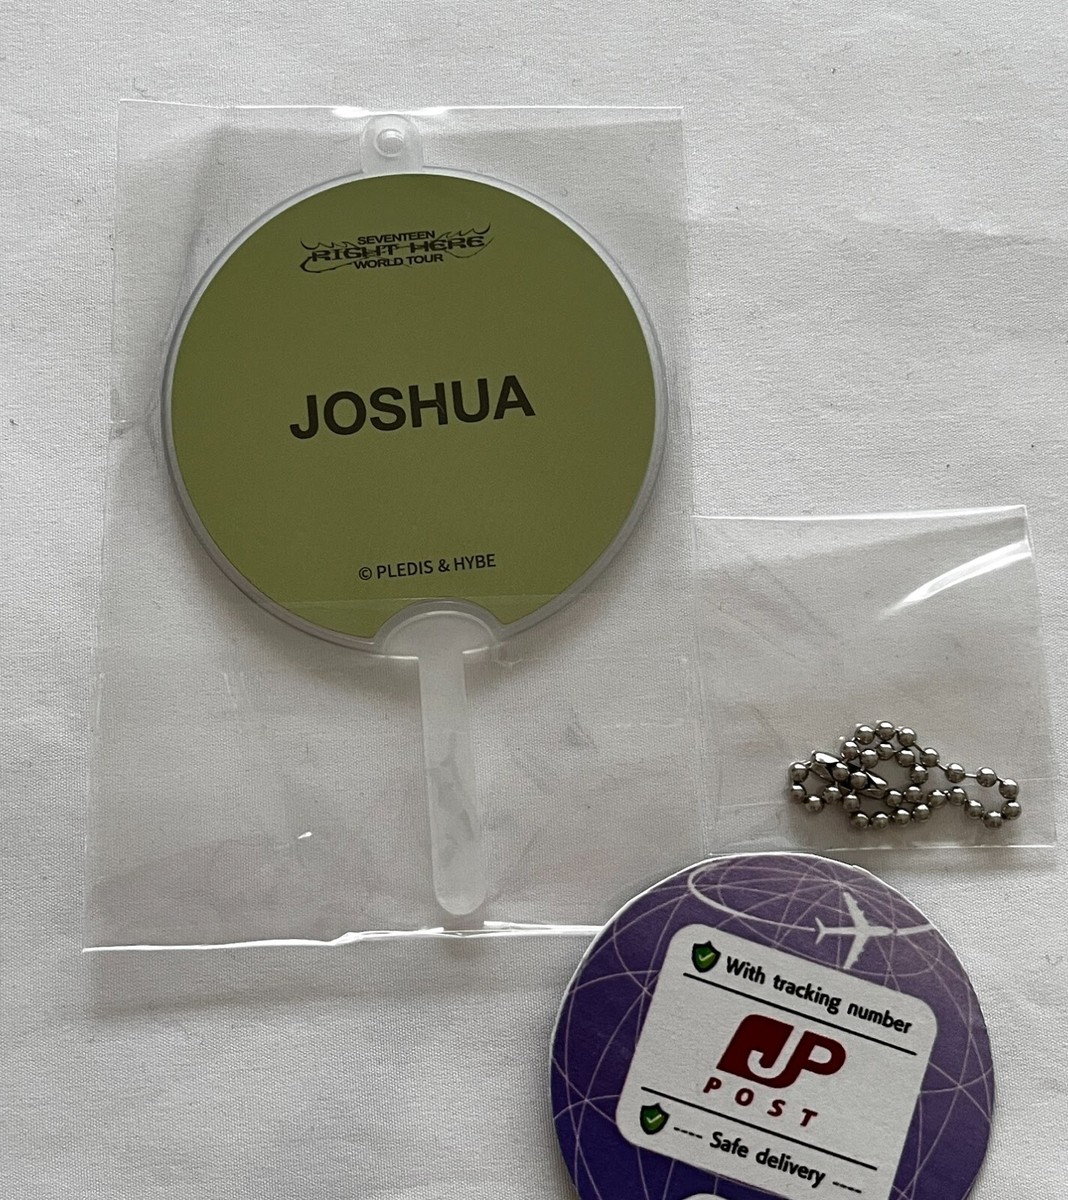 SEVENTEEN
RIGHT HERE
WORLD TOUR
JOSHUA
© PLEDIS & HYBE
With tracking number
JP
POST
---- Safe delivery ----